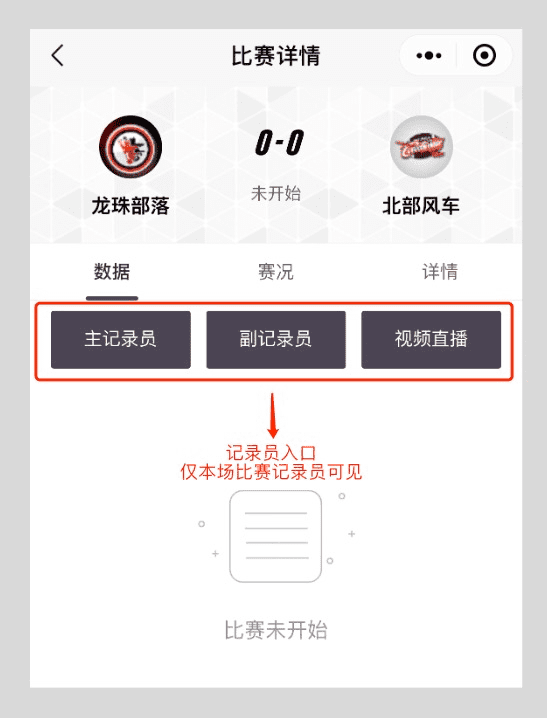 比赛详情
0-0
未开始
龙珠部落
北部风车
数据
赛况
详情
主记录员
副记录员
视频直播
记录员入口
仅本场比赛记录员可见
比赛未开始